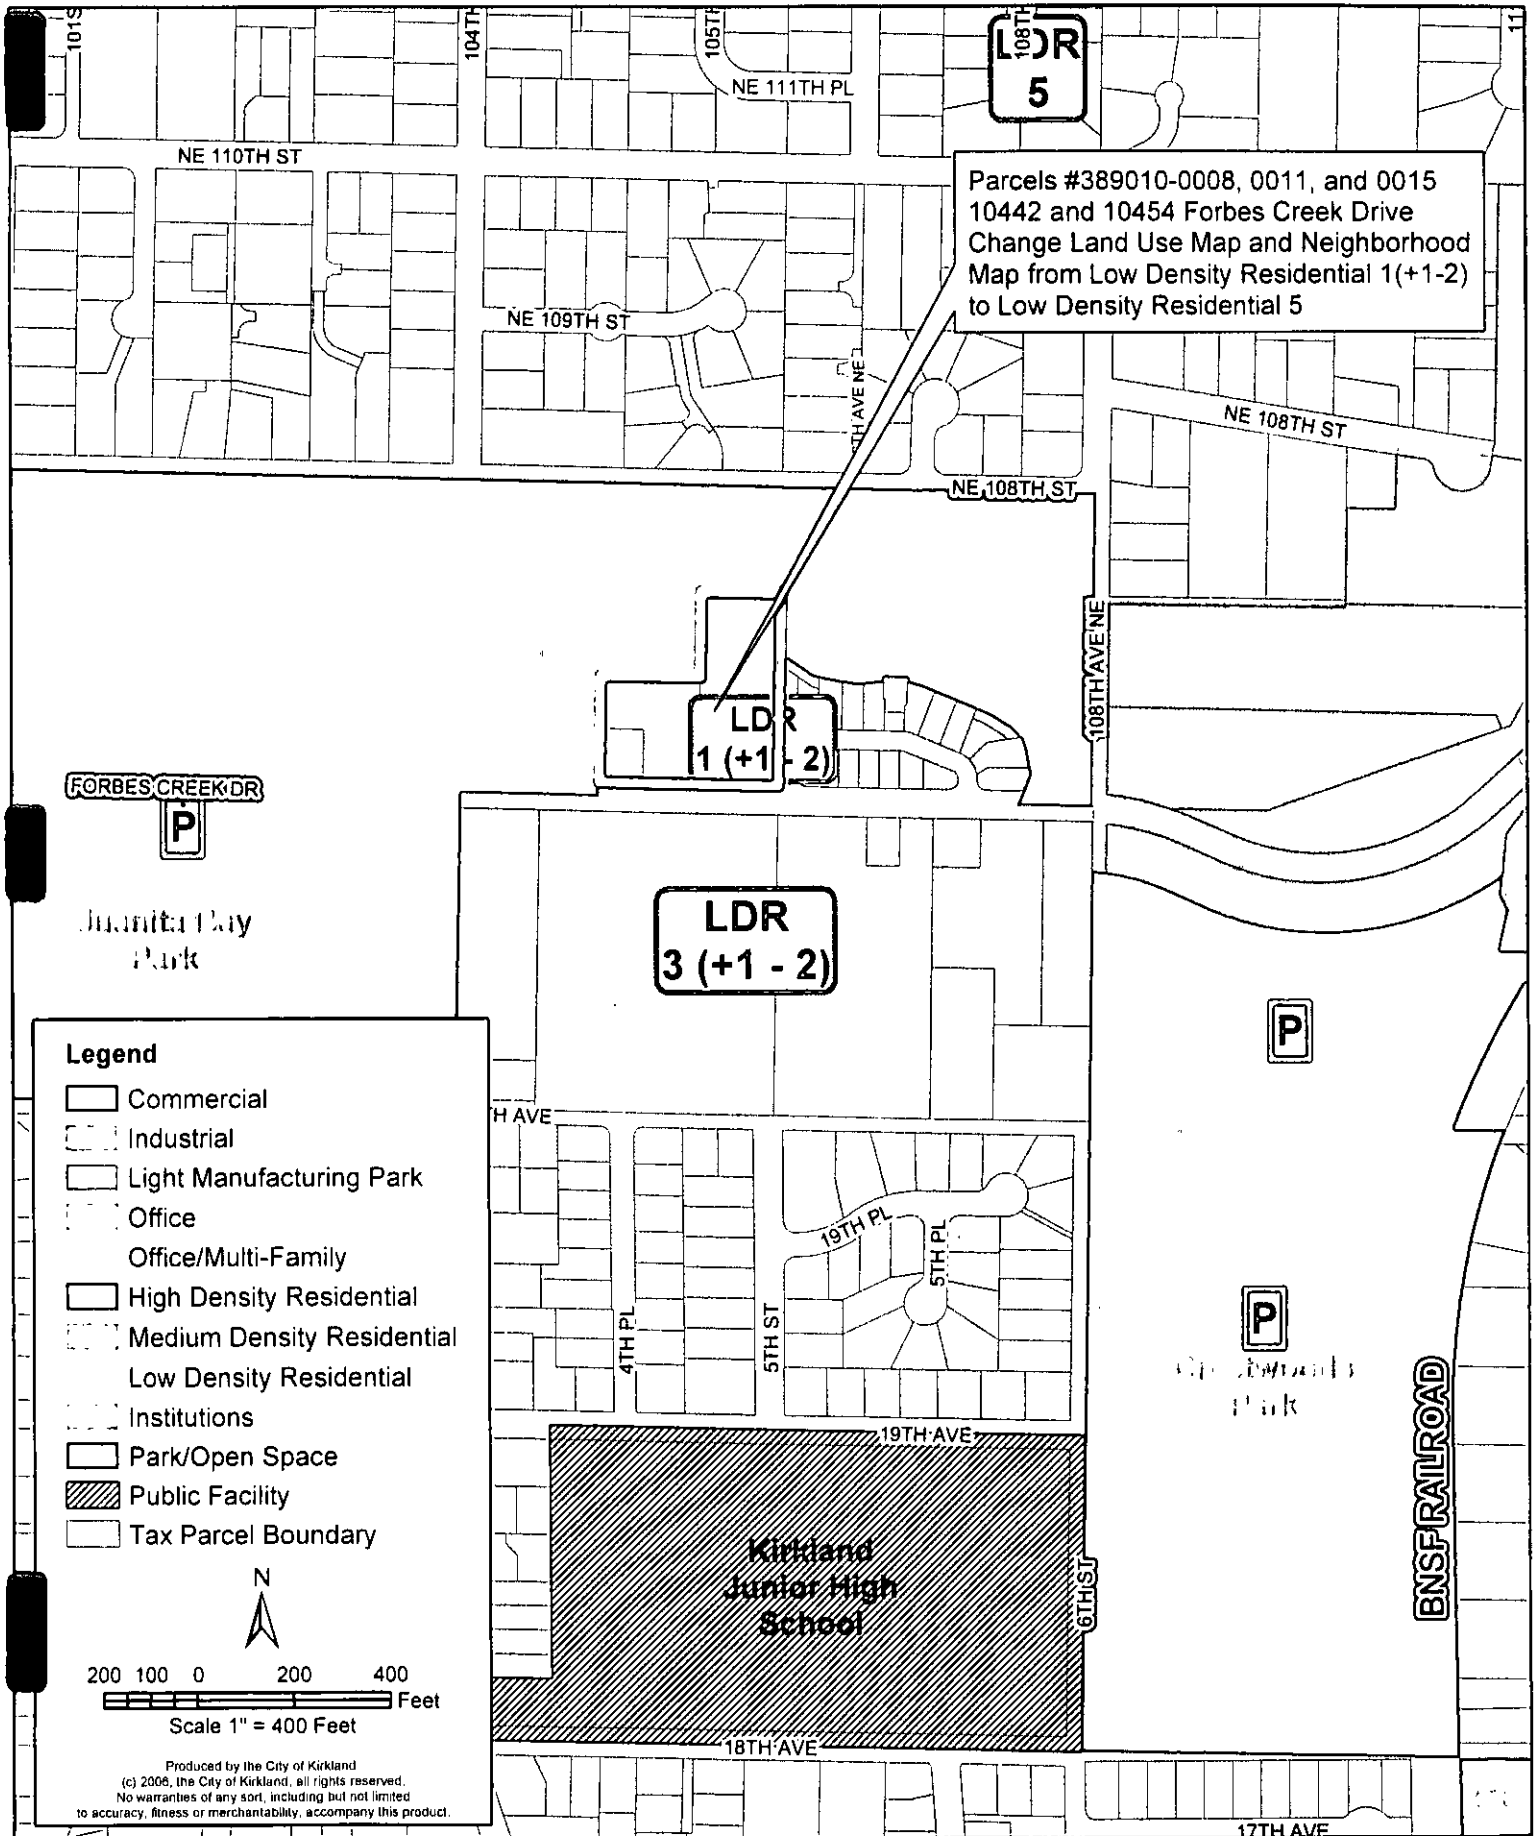 101S
104TH
105TH
108TH
11
LDR
5
NE 111TH PL
NE 110TH ST
Parcels #389010-0008, 0011, and 0015
10442 and 10454 Forbes Creek Drive
Change Land Use Map and Neighborhood
Map from Low Density Residential 1(+1-2)
to Low Density Residential 5
NE 109TH ST
TH AVE NE
NE 108TH ST
NE 108TH ST
108TH AVE NE
LDR
1 (+1 - 2)
FORBES CREEK DR
P
Juanita Bay
Park
LDR
3 (+1 - 2)
P
Legend
Commercial
Industrial
Light Manufacturing Park
Office
Office/Multi-Family
High Density Residential
Medium Density Residential
Low Density Residential
Institutions
Park/Open Space
Public Facility
Tax Parcel Boundary
N
200 100 0 200 400
Feet
Scale 1" = 400 Feet
Produced by the City of Kirkland
(c) 2006, the City of Kirkland, all rights reserved.
No warranties of any sort, including but not limited
to accuracy, fitness or merchantability, accompany this product.
H AVE
19TH PL
5TH PL
4TH PL
5TH ST
P
Park
BNSF RAILROAD
19TH AVE
Kirkland
Junior High
School
6TH ST
18TH AVE
17TH AVE